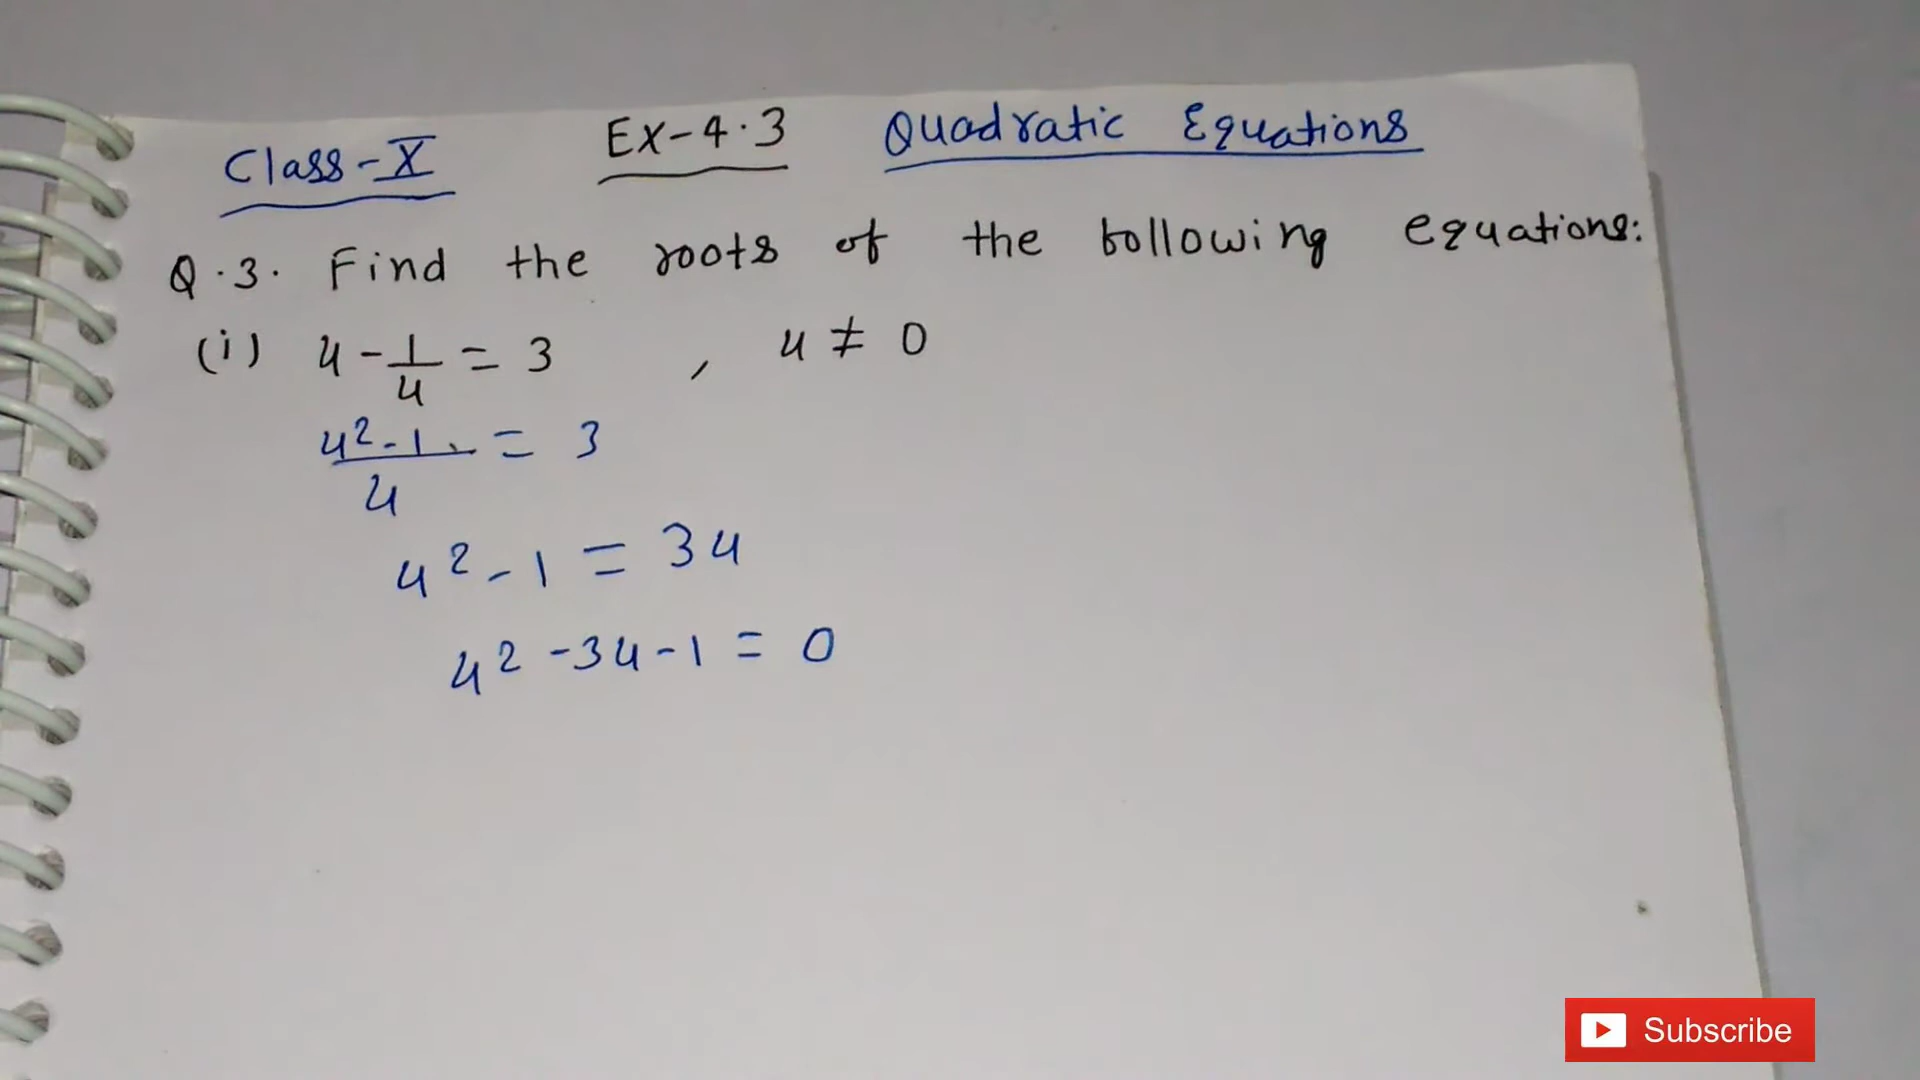 Class-X Ex-4.3 Quadratic Equations
Q.3. Find the roots of the following equations:
(i) x - 1/x = 3 , x ≠ 0
x² - 1 / x = 3
x² - 1 = 3x
x² - 3x - 1 = 0
Subscribe